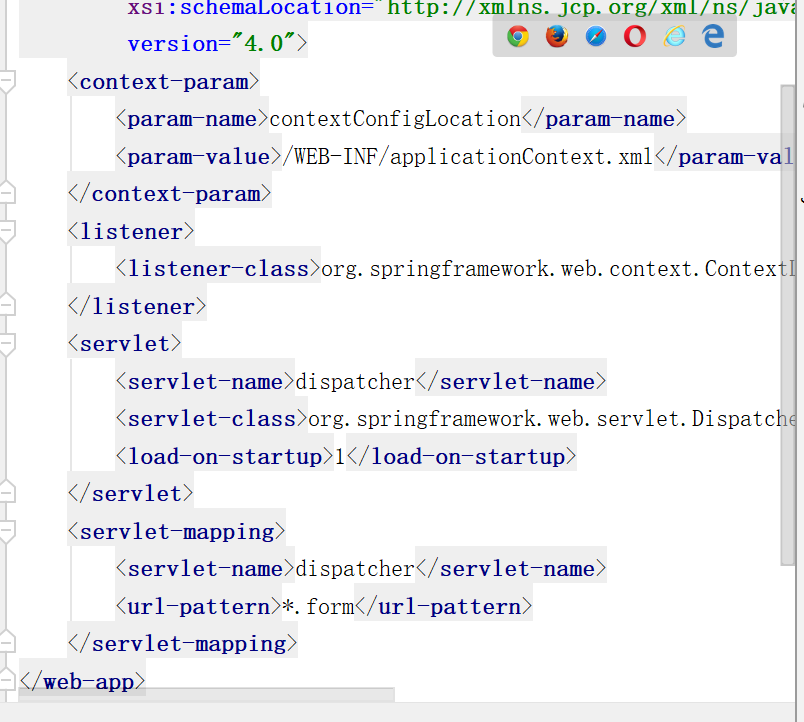 xsi:schemaLocation="http://xmlns.jcp.org/xml/ns/java
version="4.0">
<context-param>
<param-name>contextConfigLocation</param-name>
<param-value>/WEB-INF/applicationContext.xml</param-val
</context-param>
<listener>
<listener-class>org.springframework.web.context.Context
</listener>
<servlet>
<servlet-name>dispatcher</servlet-name>
<servlet-class>org.springframework.web.servlet.Dispatche
<load-on-startup>1</load-on-startup>
</servlet>
<servlet-mapping>
<servlet-name>dispatcher</servlet-name>
<url-pattern>*.form</url-pattern>
</servlet-mapping>
</web-app>